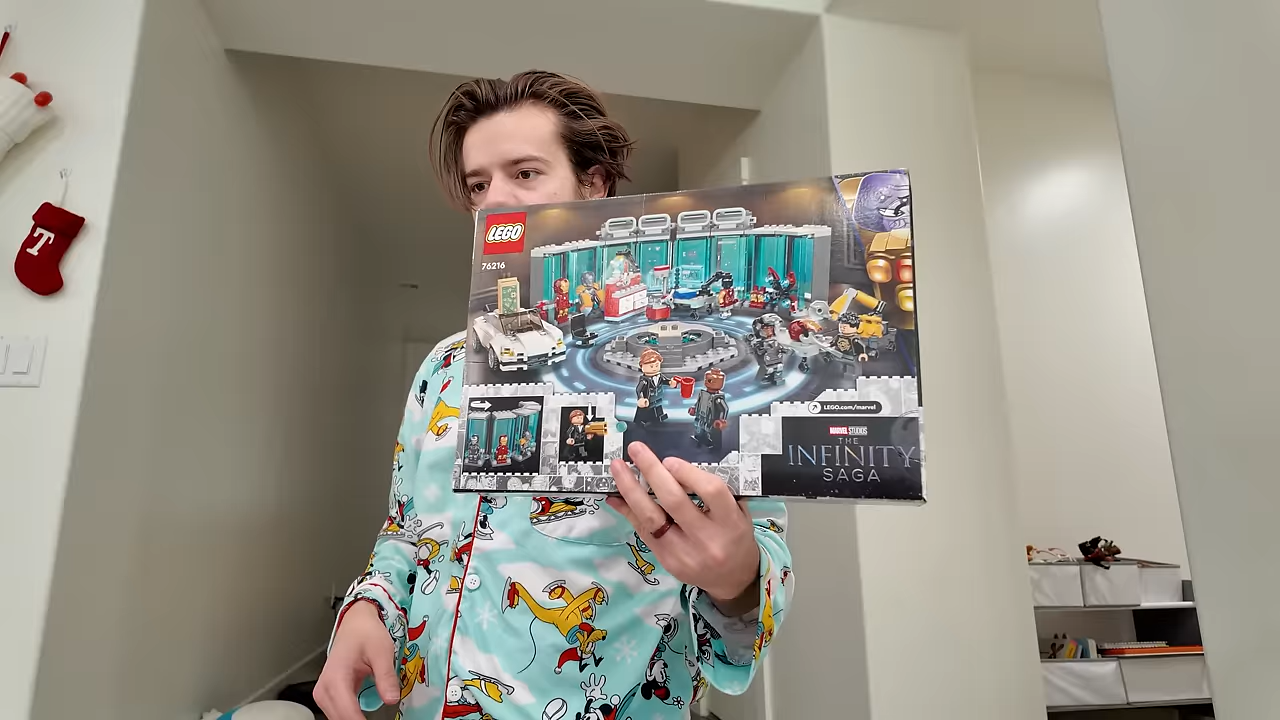 T
LEGO
76216
LEGO.com/marvel
MARVEL STUDIOS
THE
INFINITY
SAGA